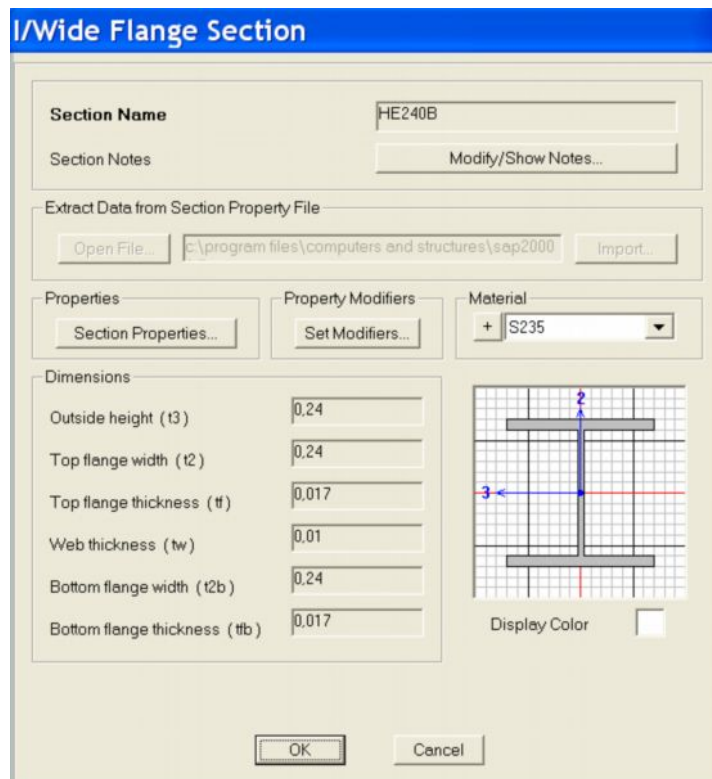 I/Wide Flange Section
Section Name HE240B
Section Notes Modify/Show Notes...
Extract Data from Section Property File
Open File... c:\program files\computers and structures\sap2000 Import...
Properties Property Modifiers Material
Section Properties... Set Modifiers... + S235
Dimensions
Outside height ( t3 ) 0,24
Top flange width ( t2 ) 0,24
Top flange thickness ( tf ) 0,017
Web thickness ( tw ) 0,01
Bottom flange width ( t2b ) 0,24
Bottom flange thickness ( tfb ) 0,017
2
3
Display Color
OK Cancel